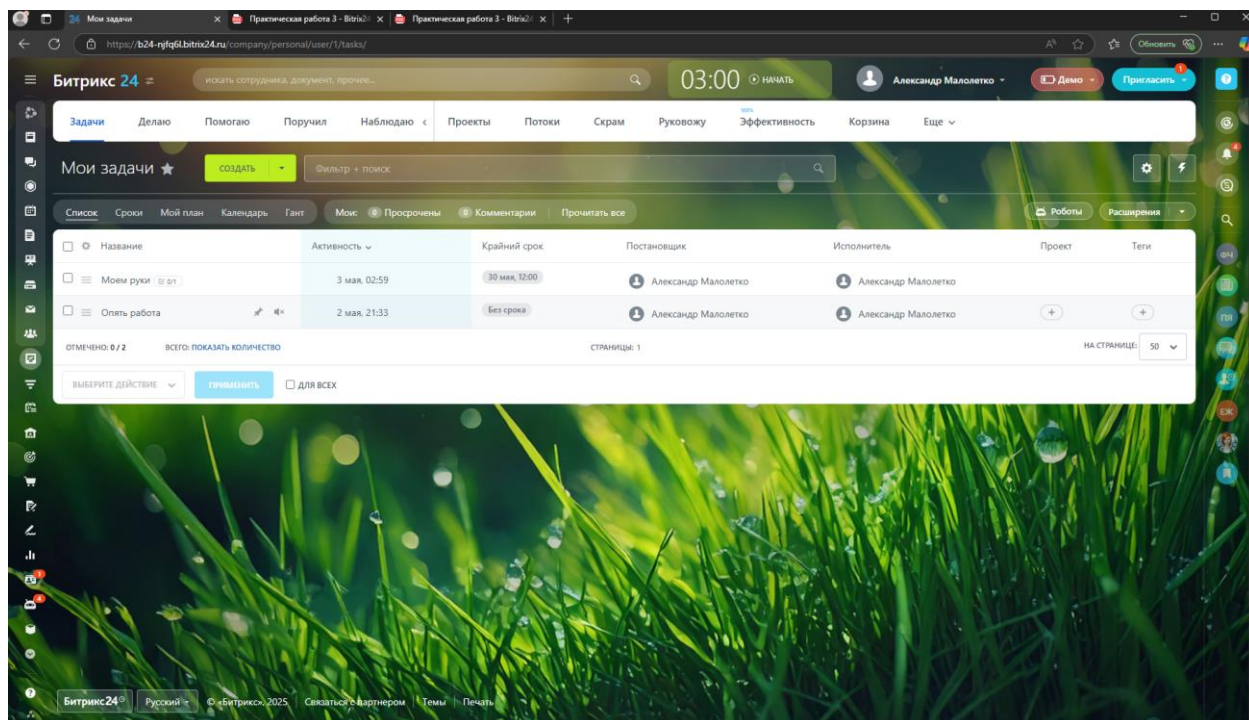 Мои задачи
Практическая работа 3 - Bitrix24
Практическая работа 3 - Bitrix24
https://b24-njfq6l.bitrix24.ru/company/personal/user/1/tasks/
Обновить
Битрикс 24
искать сотрудника, документ, прочее...
03:00 НАЧАТЬ
Александр Малолетко
Демо
Пригласить
1
Задачи Делаю Помогаю Поручил Наблюдаю Проекты Потоки Скрам Руковожу Эффективность Корзина Еще
100%
4
Мои задачи
СОЗДАТЬ
Фильтр + поиск
Список Сроки Мой план Календарь Гант Мои: 0 Просрочены 0 Комментарии Прочитать все Роботы Расширения
Название Активность Крайний срок Постановщик Исполнитель Проект Теги
ФЧ
Моем руки 3 мая, 02:59 30 мая, 12:00 Александр Малолетко Александр Малолетко
Опять работа 2 мая, 21:33 Без срока Александр Малолетко Александр Малолетко
ПЯ
ОТМЕЧЕНО: 0 / 2 ВСЕГО: ПОКАЗАТЬ КОЛИЧЕСТВО СТРАНИЦЫ: 1 НА СТРАНИЦЕ: 50
ВЫБЕРИТЕ ДЕЙСТВИЕ ПРИМЕНИТЬ ДЛЯ ВСЕХ
ЕЖ
1
4
Битрикс24 Русский © «Битрикс», 2025 Связаться с партнером Темы Печать